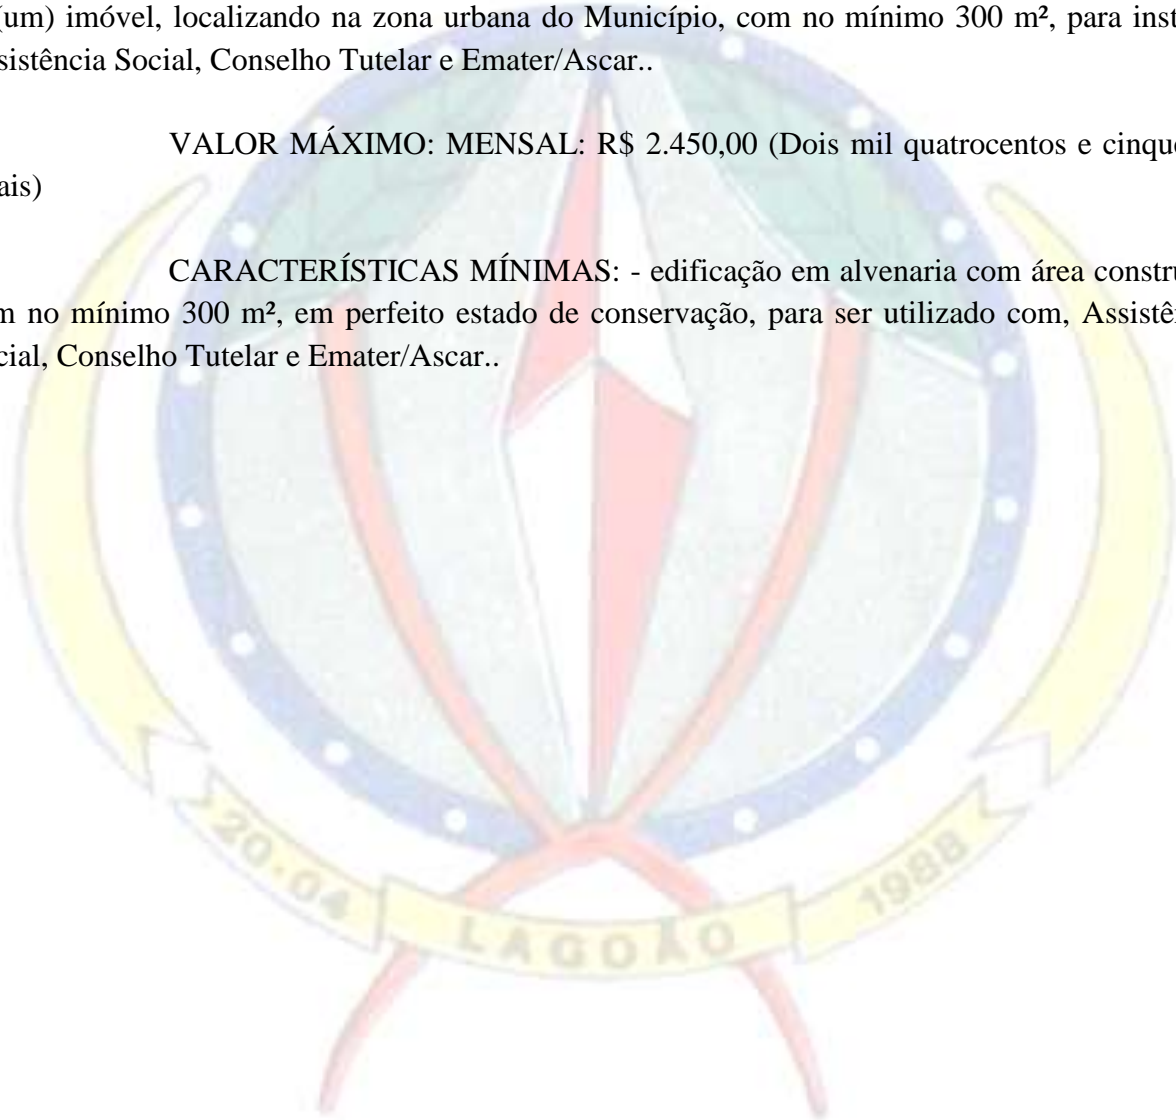 (um) imóvel, localizando na zona urbana do Município, com no mínimo 300 m², para inst
sistência Social, Conselho Tutelar e Emater/Ascar..
VALOR MÁXIMO: MENSAL: R$ 2.450,00 (Dois mil quatrocentos e cinque
ais)
CARACTERÍSTICAS MÍNIMAS: - edificação em alvenaria com área constru
m no mínimo 300 m², em perfeito estado de conservação, para ser utilizado com, Assistê
cial, Conselho Tutelar e Emater/Ascar..
20.04 LAGOÃO 1988